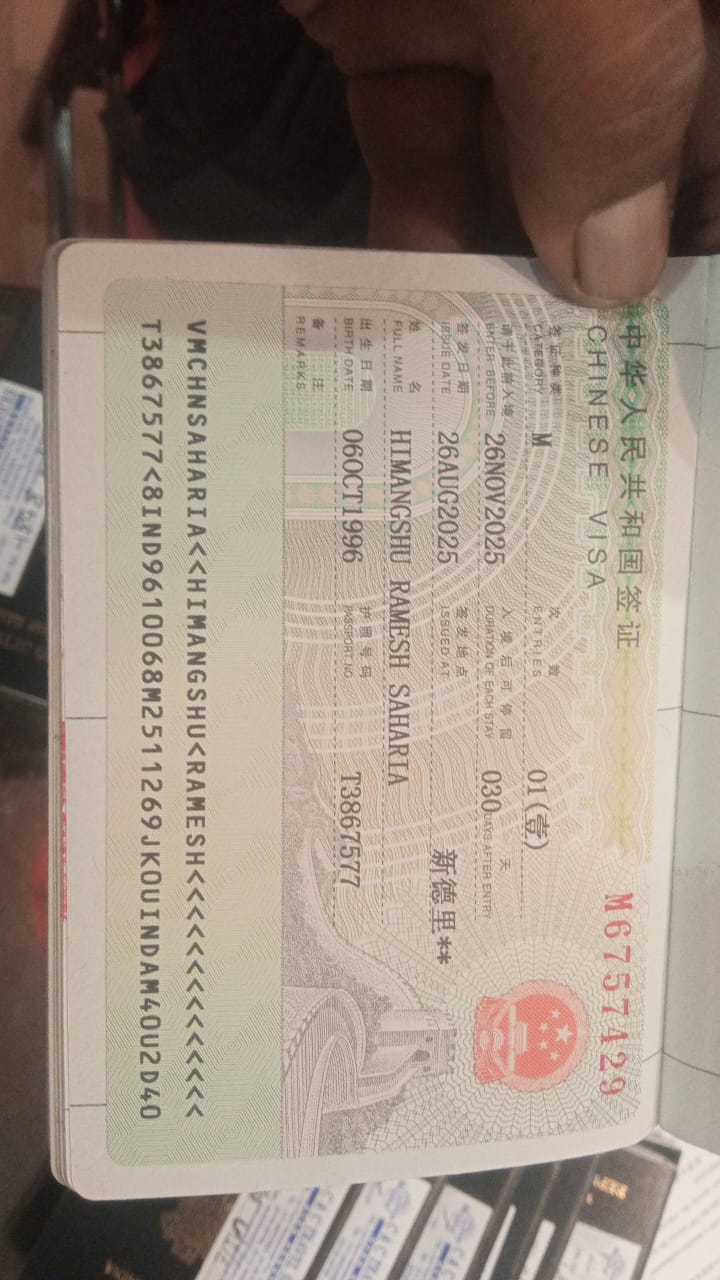 中华人民共和国签证
CHINESE VISA
M6757429
签证种类
CATEGORY
M
次 数
ENTRIES
01(壹)
请于此前入境
ENTER BEFORE
26NOV2025
入境后可停留
DURATION OF EACH STAY
030
天
DAYS AFTER ENTRY
签发日期
ISSUE DATE
26AUG2025
签发地点
ISSUED AT
新德里**
姓 名
FULL NAME
HIMANGSHU RAMESH SAHARIA
出生日期
BIRTH DATE
06OCT1996
护照号码
PASSPORT NO.
T3867577
备 注
REMARKS
VMCHNSAHARIA<<HIMANGSHU<RAMESH<<<<<<<<<<<<<<
T3867577<8IND9610068M2511269JKOUINDAM4OU2D40